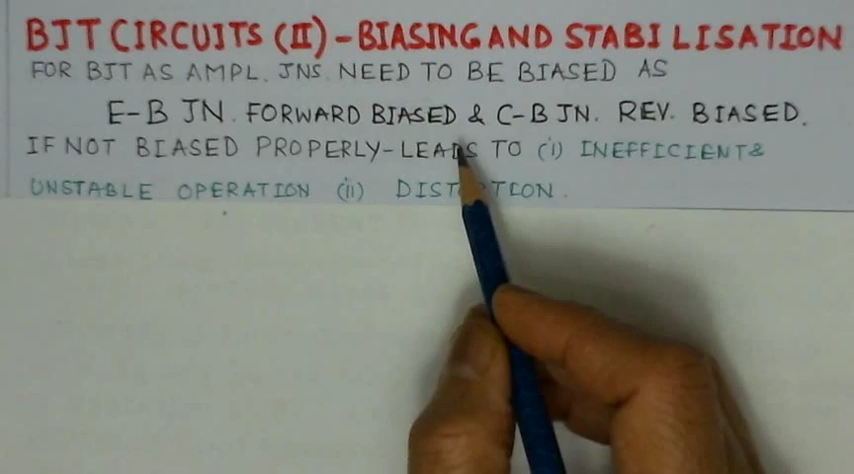 BJT CIRCUITS (II) - BIASING AND STABILISATION
FOR BJT AS AMPL. JNS. NEED TO BE BIASED AS
E-B JN. FORWARD BIASED & C-B JN. REV. BIASED.
IF NOT BIASED PROPERLY-LEADS TO (i) INEFFICIENT&
UNSTABLE OPERATION (ii) DISTORTION.